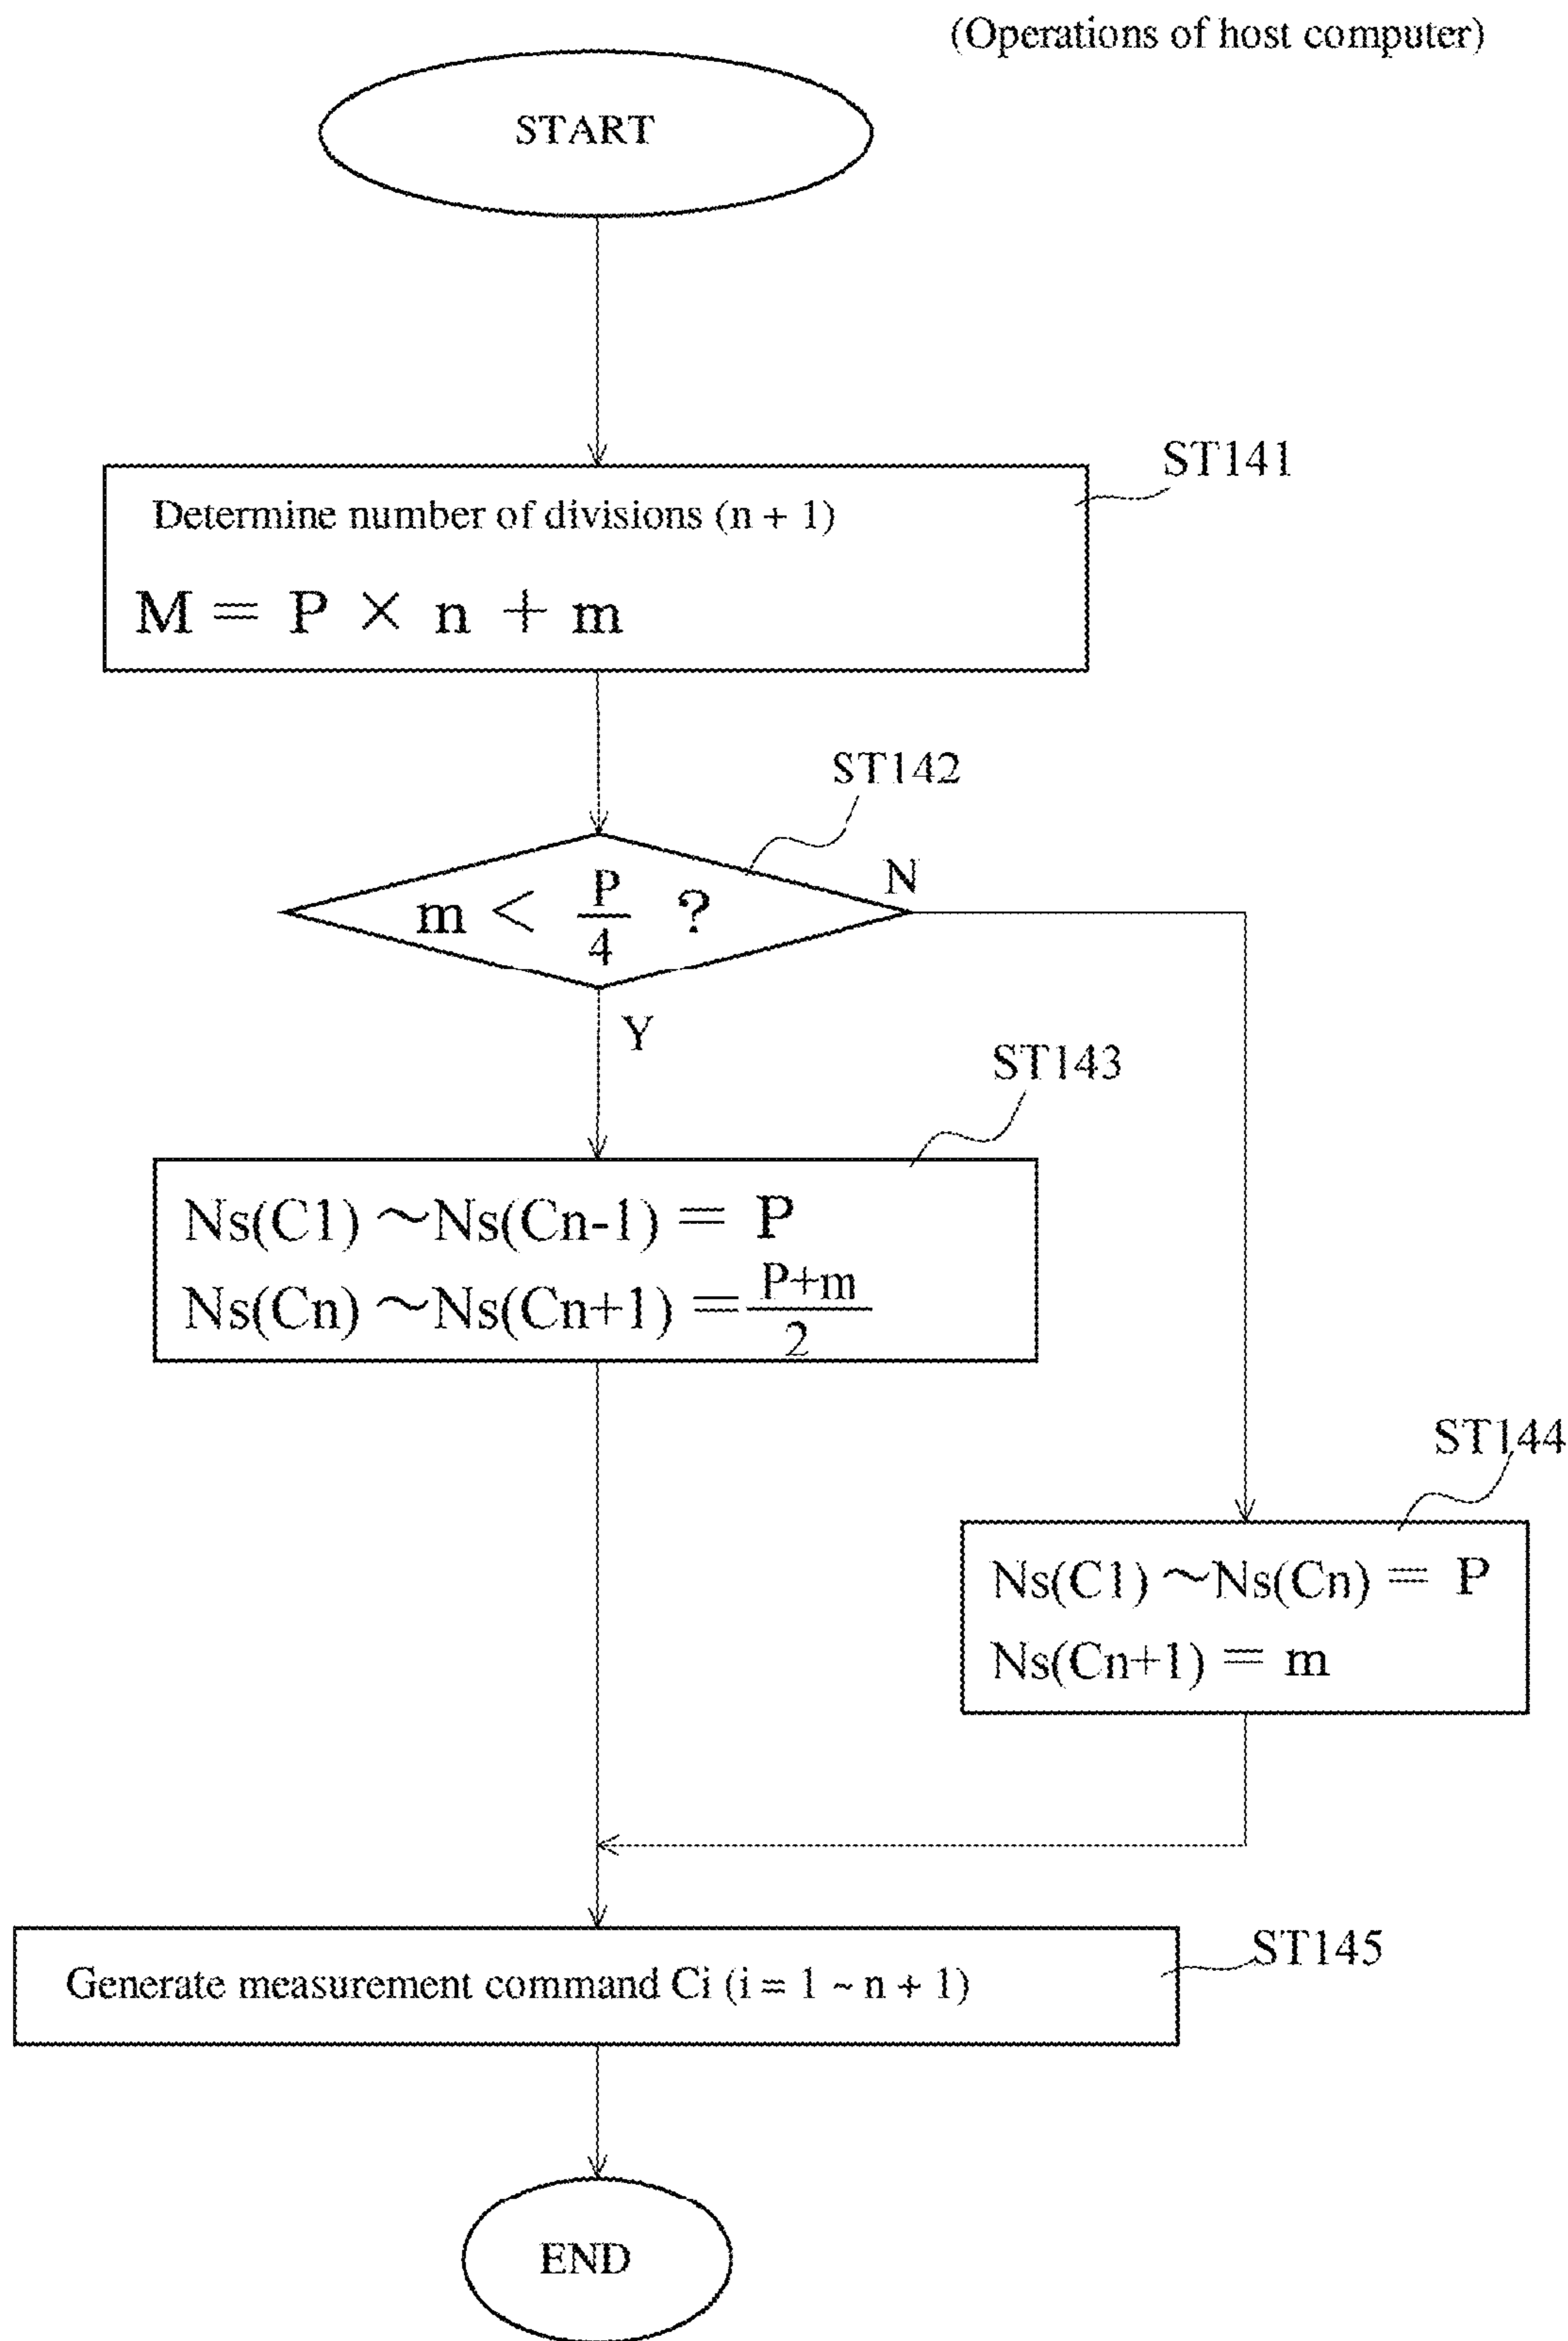 (Operations of host computer)
START
ST141
Determine number of divisions (n + 1)
M = P × n + m
ST142
m < P/4 ?
N
Y
ST143
Ns(C1) ～Ns(Cn-1) = P
Ns(Cn) ～Ns(Cn+1) = P+m/2
ST144
Ns(C1) ～Ns(Cn) = P
Ns(Cn+1) = m
ST145
Generate measurement command Ci (i = 1 ~ n + 1)
END